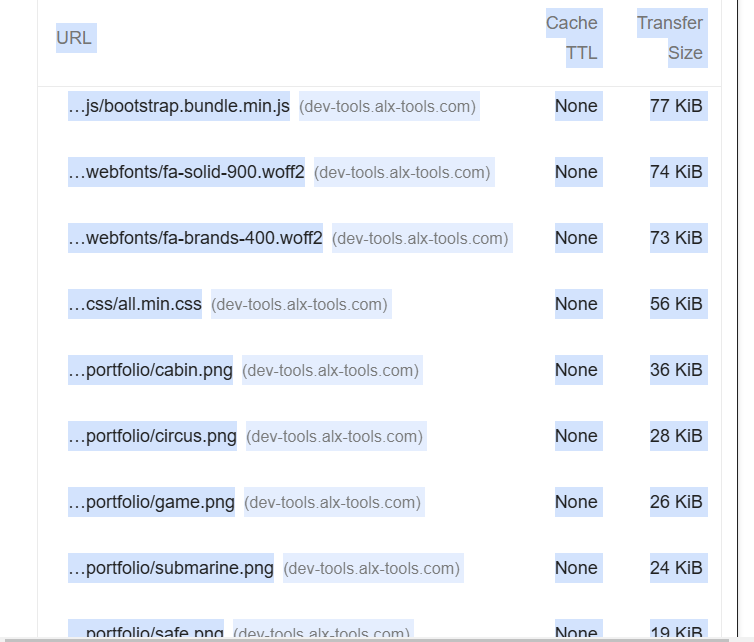 URL Cache TTL Transfer Size
…js/bootstrap.bundle.min.js (dev-tools.alx-tools.com) None 77 KiB
…webfonts/fa-solid-900.woff2 (dev-tools.alx-tools.com) None 74 KiB
…webfonts/fa-brands-400.woff2 (dev-tools.alx-tools.com) None 73 KiB
…css/all.min.css (dev-tools.alx-tools.com) None 56 KiB
…portfolio/cabin.png (dev-tools.alx-tools.com) None 36 KiB
…portfolio/circus.png (dev-tools.alx-tools.com) None 28 KiB
…portfolio/game.png (dev-tools.alx-tools.com) None 26 KiB
…portfolio/submarine.png (dev-tools.alx-tools.com) None 24 KiB
…portfolio/safe.png (dev-tools.alx-tools.com) None 19 KiB